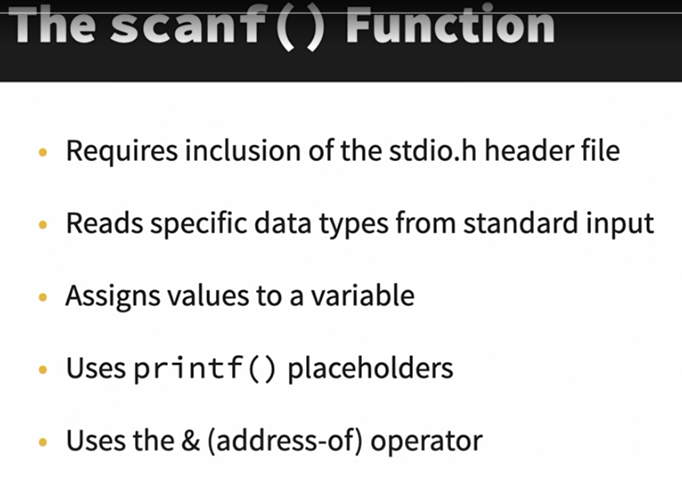 The scanf() Function
• Requires inclusion of the stdio.h header file
• Reads specific data types from standard input
• Assigns values to a variable
• Uses printf() placeholders
• Uses the & (address-of) operator